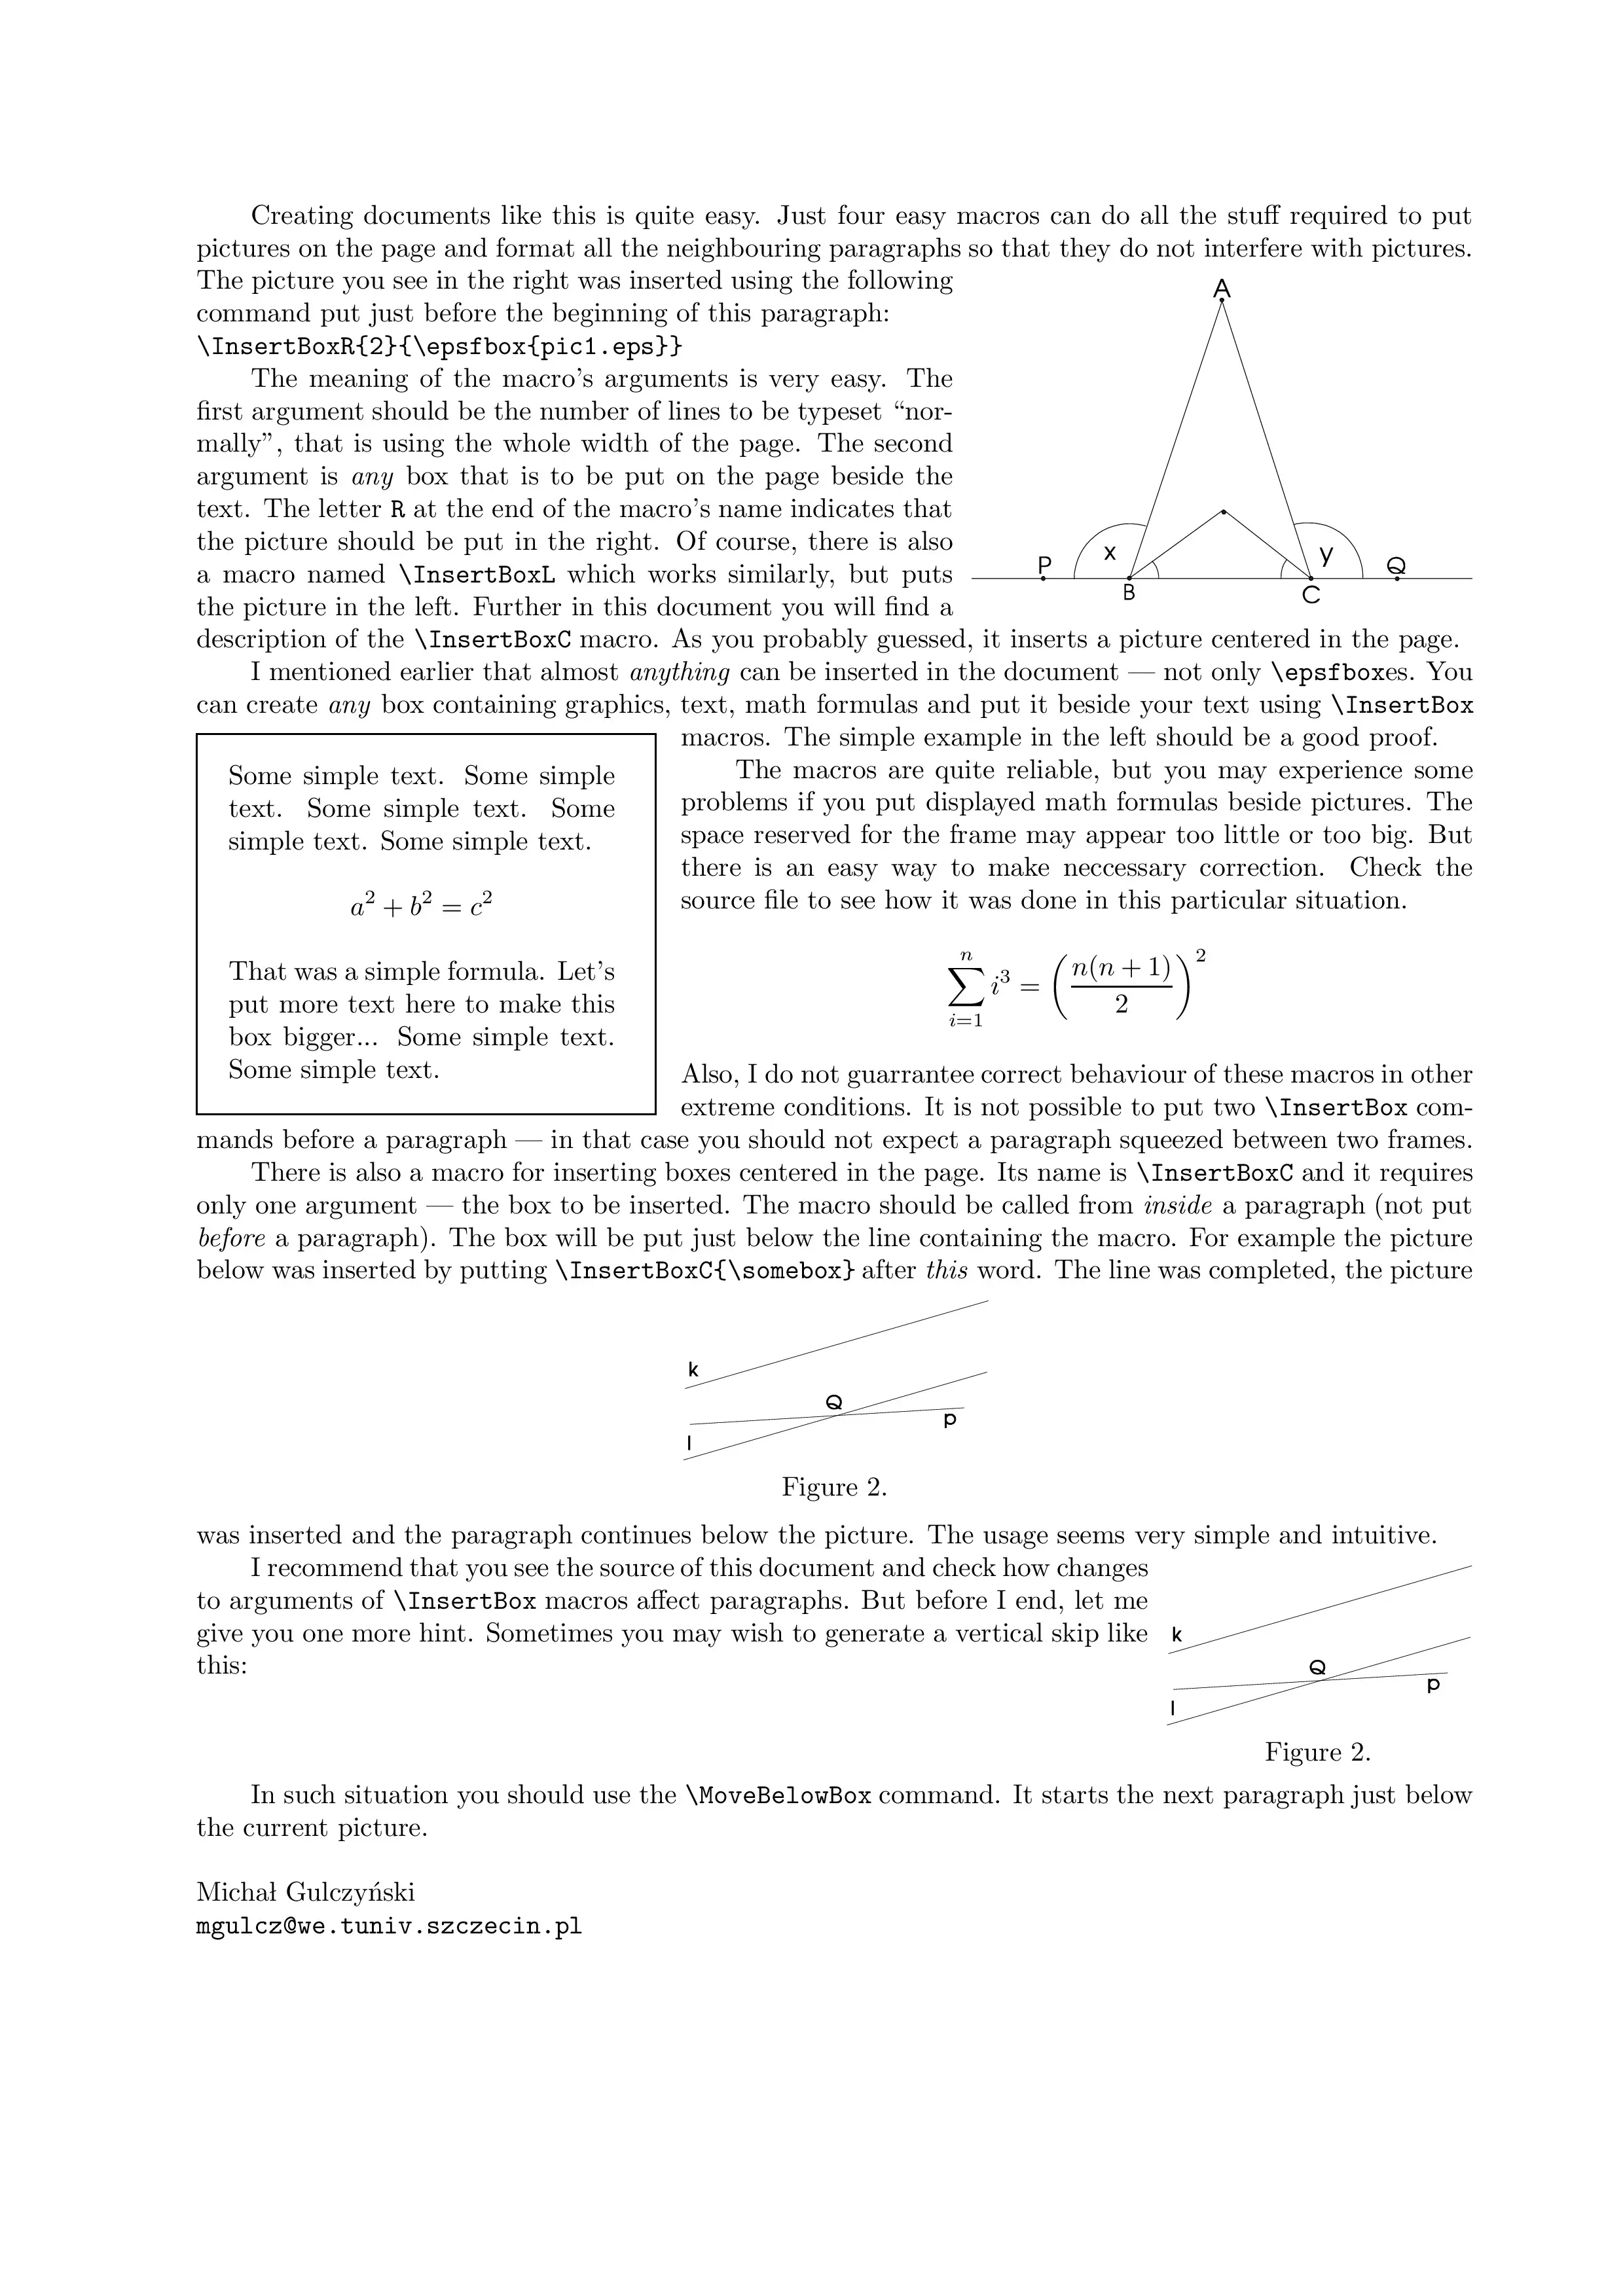 Creating documents like this is quite easy. Just four easy macros can do all the stuff required to put
pictures on the page and format all the neighbouring paragraphs so that they do not interfere with pictures.
The picture you see in the right was inserted using the following
command put just before the beginning of this paragraph:
\InsertBoxR{2}{\epsfbox{pic1.eps}}
The meaning of the macro's arguments is very easy. The
first argument should be the number of lines to be typeset “nor-
mally”, that is using the whole width of the page. The second
argument is any box that is to be put on the page beside the
text. The letter R at the end of the macro's name indicates that
the picture should be put in the right. Of course, there is also
a macro named \InsertBoxL which works similarly, but puts
the picture in the left. Further in this document you will find a
A
P
x
B
y
C
Q
description of the \InsertBoxC macro. As you probably guessed, it inserts a picture centered in the page.
I mentioned earlier that almost anything can be inserted in the document — not only \epsfboxes. You
can create any box containing graphics, text, math formulas and put it beside your text using \InsertBox
Some simple text. Some simple
text. Some simple text. Some
simple text. Some simple text.
a² + b² = c²
That was a simple formula. Let's
put more text here to make this
box bigger... Some simple text.
Some simple text.
macros. The simple example in the left should be a good proof.
The macros are quite reliable, but you may experience some
problems if you put displayed math formulas beside pictures. The
space reserved for the frame may appear too little or too big. But
there is an easy way to make neccessary correction. Check the
source file to see how it was done in this particular situation.
∑_{i=1}^{n} i³ = (n(n + 1)/2)²
Also, I do not guarrantee correct behaviour of these macros in other
extreme conditions. It is not possible to put two \InsertBox com-
mands before a paragraph — in that case you should not expect a paragraph squeezed between two frames.
There is also a macro for inserting boxes centered in the page. Its name is \InsertBoxC and it requires
only one argument — the box to be inserted. The macro should be called from inside a paragraph (not put
before a paragraph). The box will be put just below the line containing the macro. For example the picture
below was inserted by putting \InsertBoxC{\somebox} after this word. The line was completed, the picture
k
Q
p
l
Figure 2.
was inserted and the paragraph continues below the picture. The usage seems very simple and intuitive.
I recommend that you see the source of this document and check how changes
to arguments of \InsertBox macros affect paragraphs. But before I end, let me
give you one more hint. Sometimes you may wish to generate a vertical skip like
this:
k
Q
p
l
Figure 2.
In such situation you should use the \MoveBelowBox command. It starts the next paragraph just below
the current picture.
Michał Gulczyński
mgulcz@we.tuniv.szczecin.pl